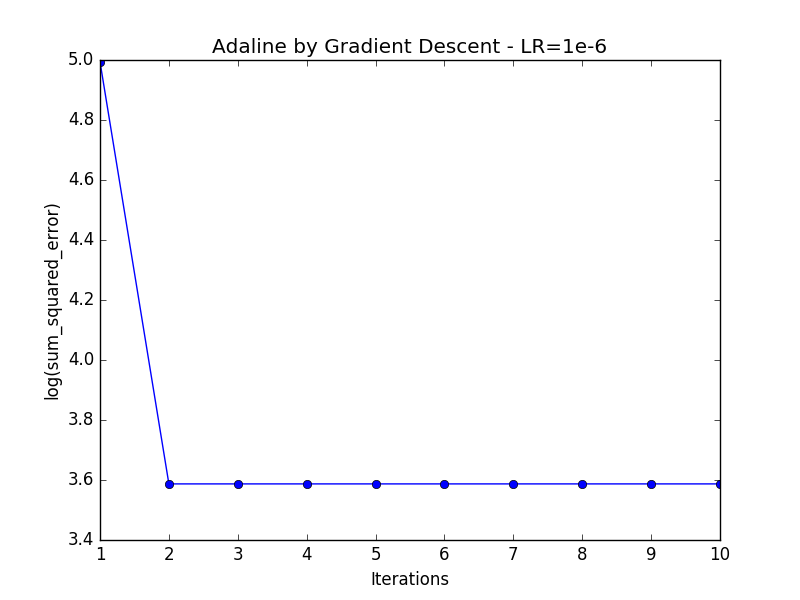 Adaline by Gradient Descent - LR=1e-6
5.0
4.8
4.6
4.4
4.2
4.0
3.8
3.6
3.4
log(sum_squared_error)
1 2 3 4 5 6 7 8 9 10
Iterations